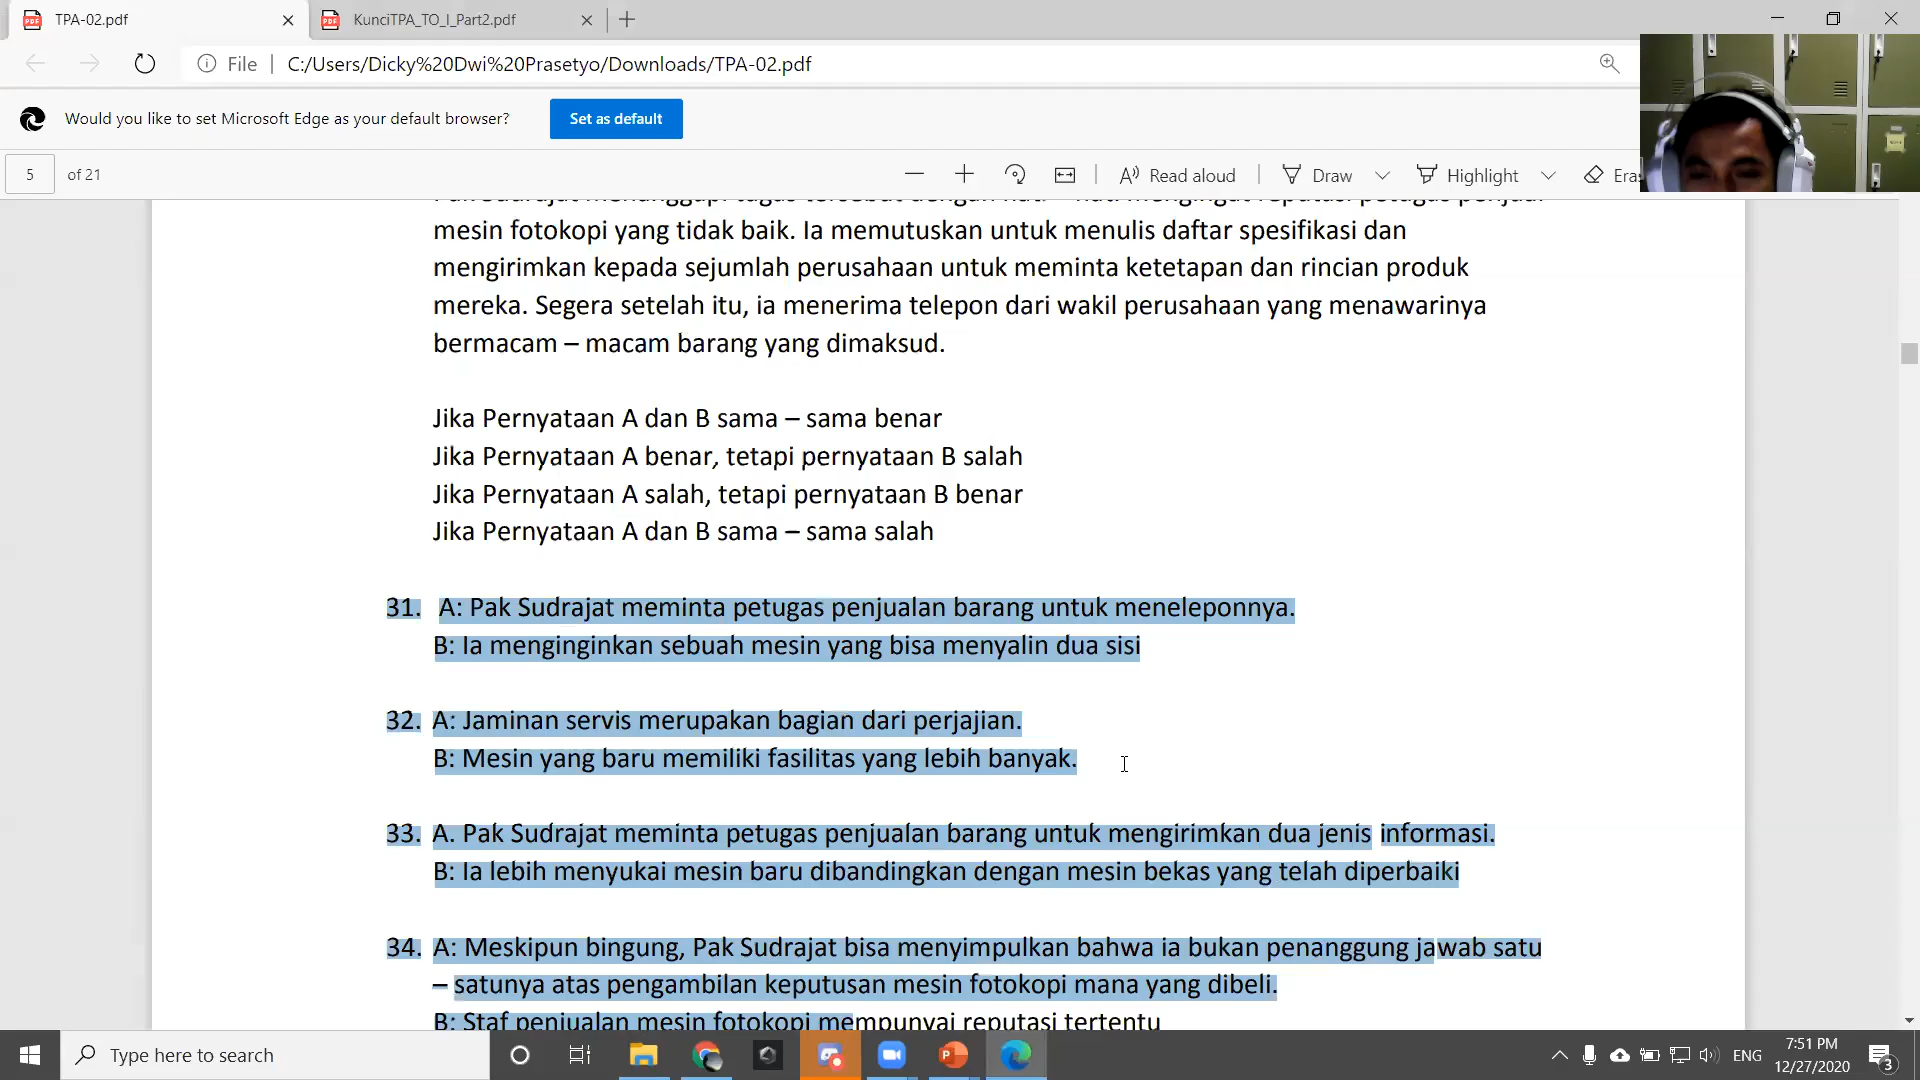 TPA-02.pdf
KunciTPA_TO_I_Part2.pdf
File
C:/Users/Dicky%20Dwi%20Prasetyo/Downloads/TPA-02.pdf
Would you like to set Microsoft Edge as your default browser?
Set as default
5 of 21
Read aloud
Draw
Highlight
Era
mesin fotokopi yang tidak baik. Ia memutuskan untuk menulis daftar spesifikasi dan
mengirimkan kepada sejumlah perusahaan untuk meminta ketetapan dan rincian produk
mereka. Segera setelah itu, ia menerima telepon dari wakil perusahaan yang menawarinya
bermacam – macam barang yang dimaksud.
Jika Pernyataan A dan B sama – sama benar
Jika Pernyataan A benar, tetapi pernyataan B salah
Jika Pernyataan A salah, tetapi pernyataan B benar
Jika Pernyataan A dan B sama – sama salah
31. A: Pak Sudrajat meminta petugas penjualan barang untuk meneleponnya.
B: Ia menginginkan sebuah mesin yang bisa menyalin dua sisi
32. A: Jaminan servis merupakan bagian dari perjajian.
B: Mesin yang baru memiliki fasilitas yang lebih banyak.
33. A. Pak Sudrajat meminta petugas penjualan barang untuk mengirimkan dua jenis informasi.
B: Ia lebih menyukai mesin baru dibandingkan dengan mesin bekas yang telah diperbaiki
34. A: Meskipun bingung, Pak Sudrajat bisa menyimpulkan bahwa ia bukan penanggung jawab satu
– satunya atas pengambilan keputusan mesin fotokopi mana yang dibeli.
B: Staf penjualan mesin fotokopi mempunyai reputasi tertentu
Type here to search
ENG
7:51 PM
12/27/2020
3